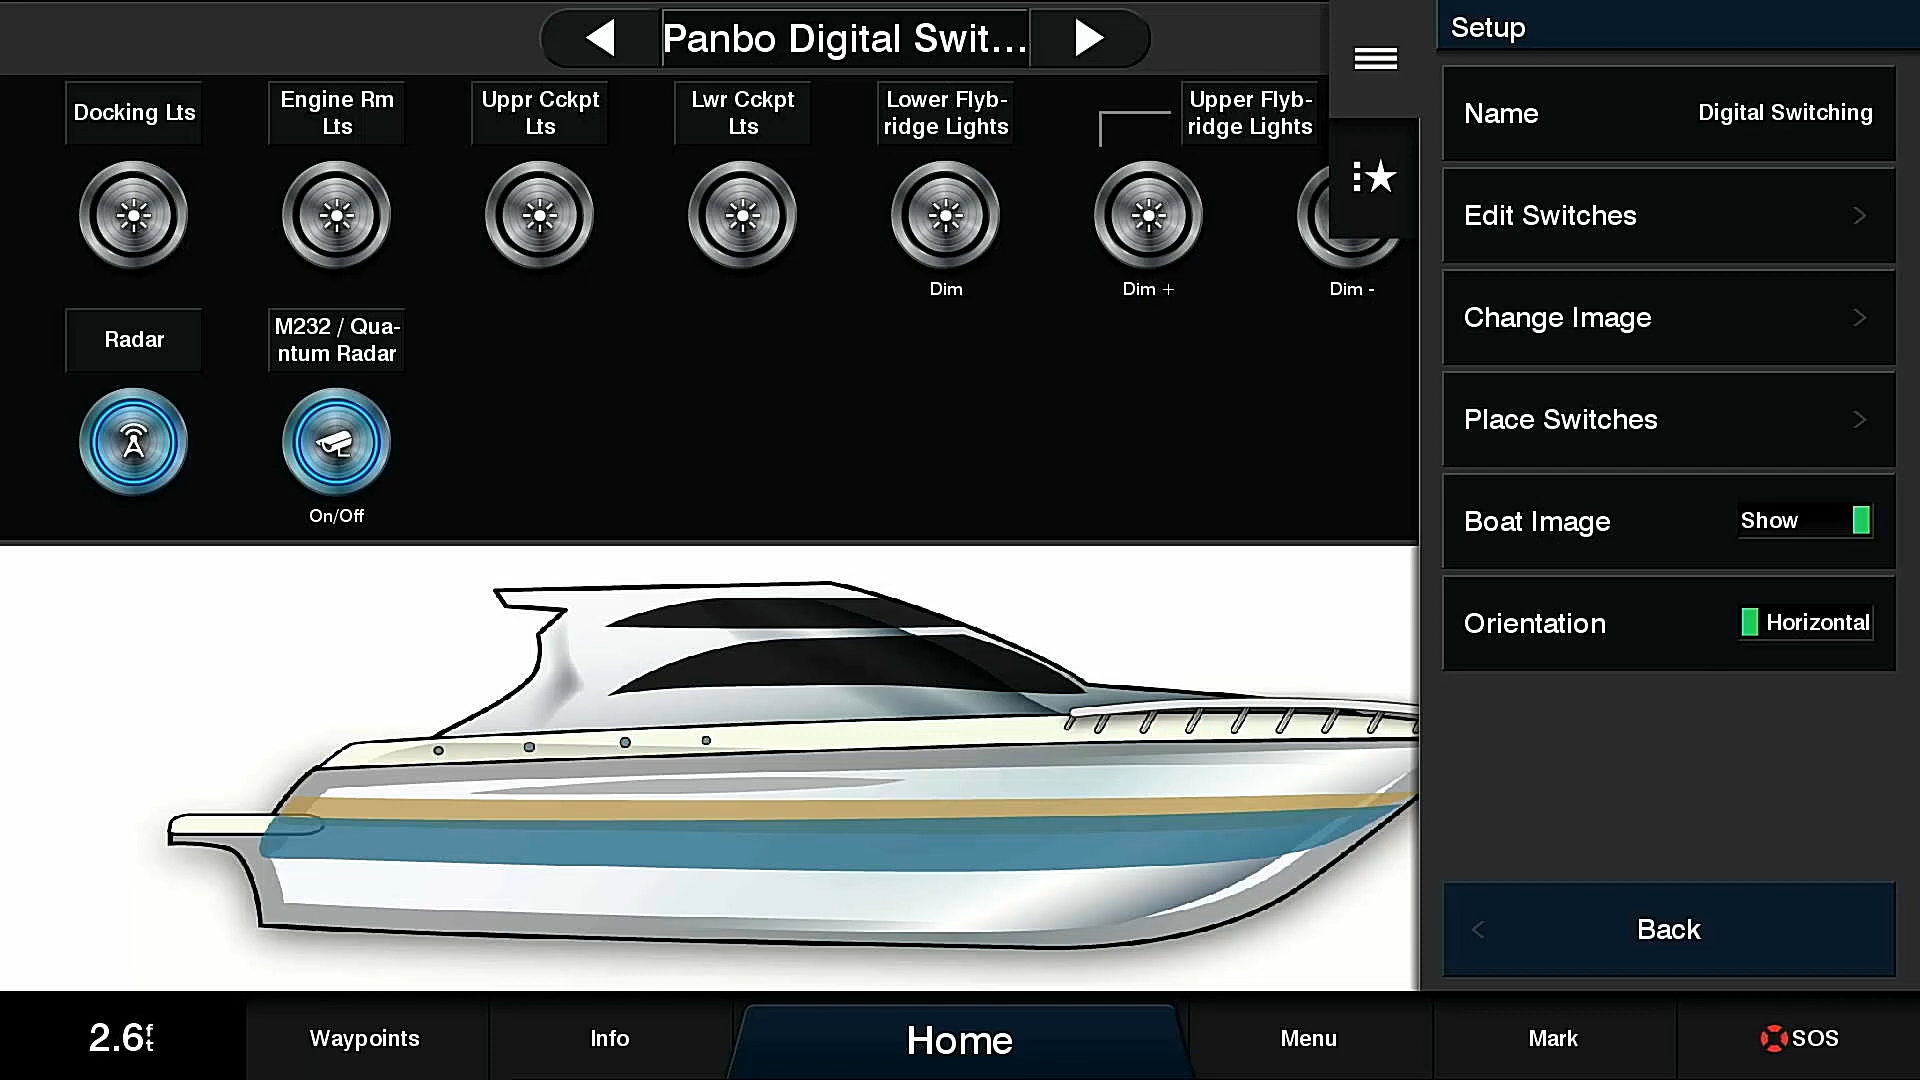 Panbo Digital Swit...
Setup
Docking Lts
Engine Rm
Lts
Uppr Cckpt
Lts
Lwr Cckpt
Lts
Lower Flyb-
ridge Lights
Upper Flyb-
ridge Lights
Dim
Dim +
Dim -
Radar
M232 / Qua-
ntum Radar
On/Off
Name
Digital Switching
Edit Switches
Change Image
Place Switches
Boat Image
Show
Orientation
Horizontal
Back
2.6 ft
Waypoints
Info
Home
Menu
Mark
SOS